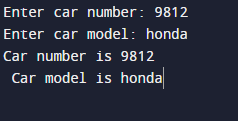 Enter car number: 9812
Enter car model: honda
Car number is 9812
 Car model is honda